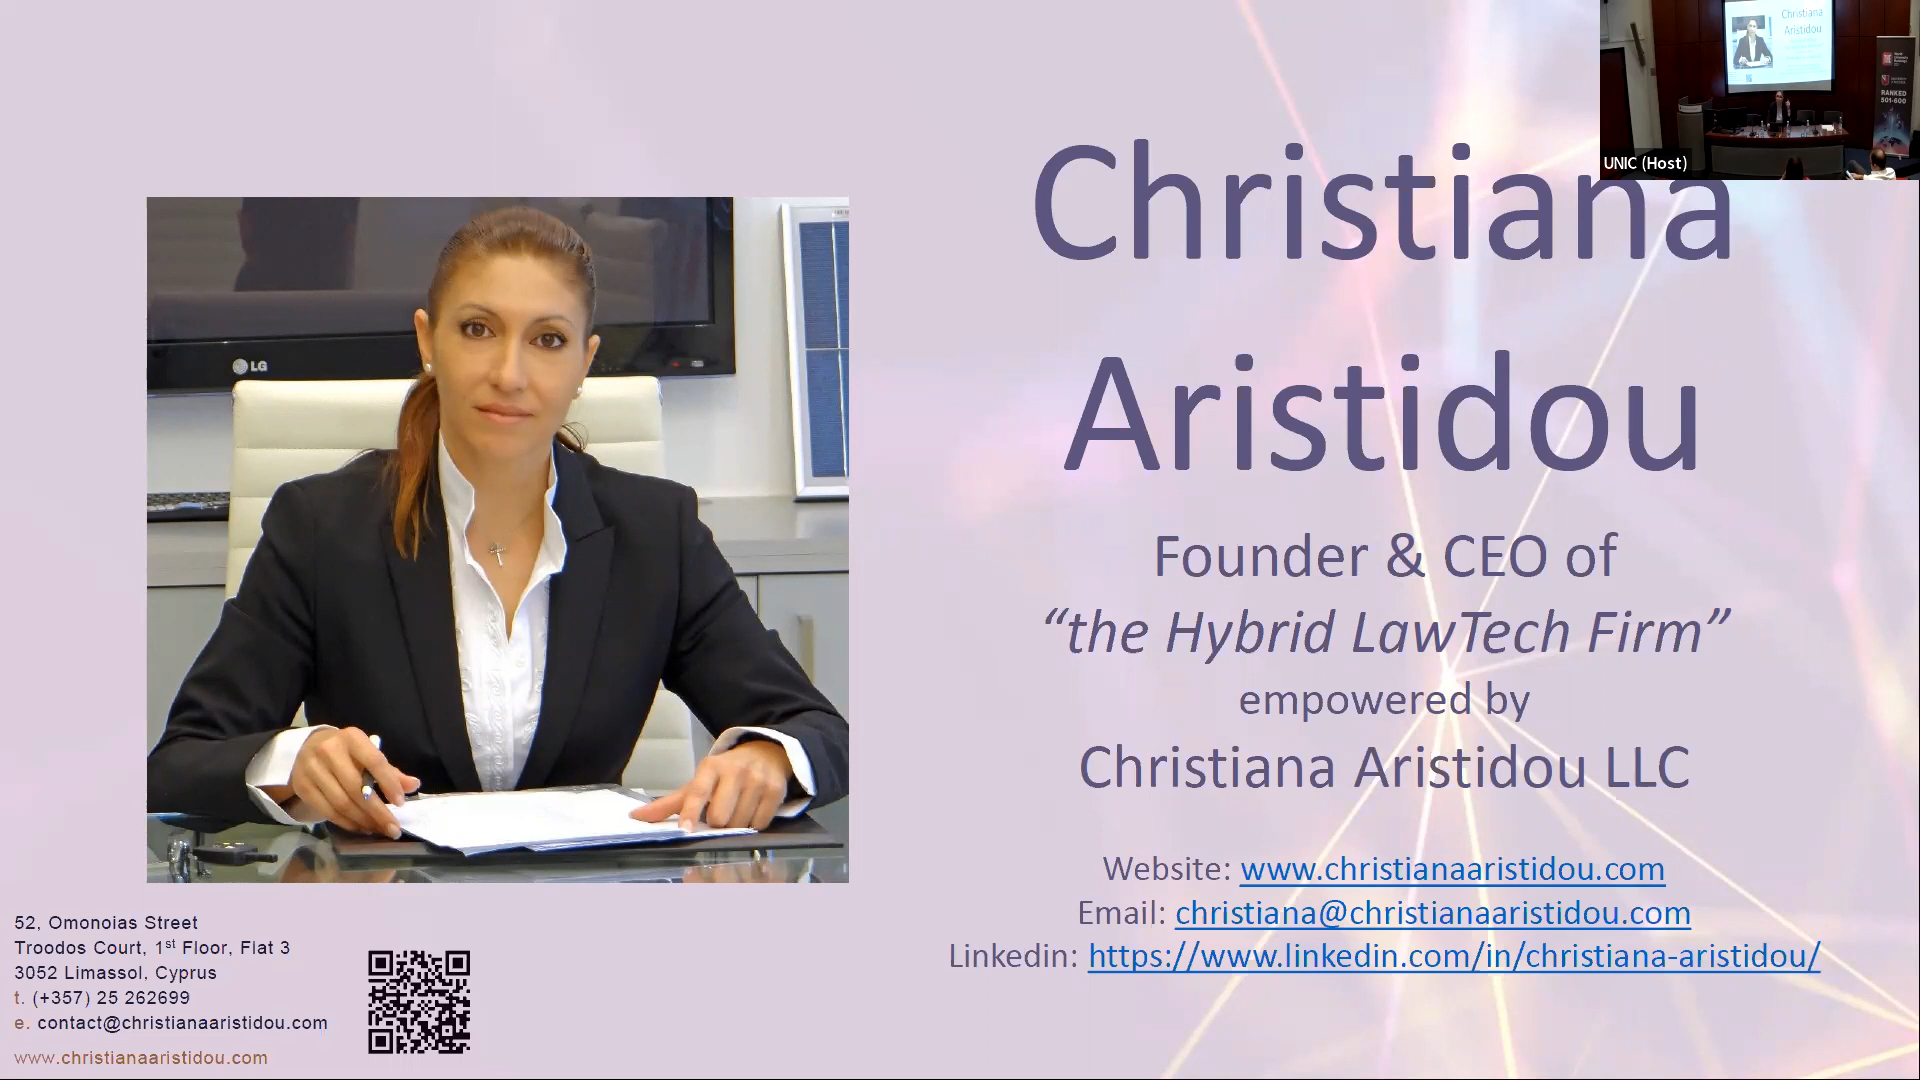 Christiana
Aristidou
Founder & CEO of
“the Hybrid LawTech Firm”
empowered by
Christiana Aristidou LLC
Website: www.christianaaristidou.com
Email: christiana@christianaaristidou.com
Linkedin: https://www.linkedin.com/in/christiana-aristidou/
LG
52, Omonoias Street
Troodos Court, 1st Floor, Flat 3
3052 Limassol, Cyprus
t. (+357) 25 262699
e. contact@christianaaristidou.com
www.christianaaristidou.com
Christiana
Aristidou
RANKED
501-600
UNIC (Host)